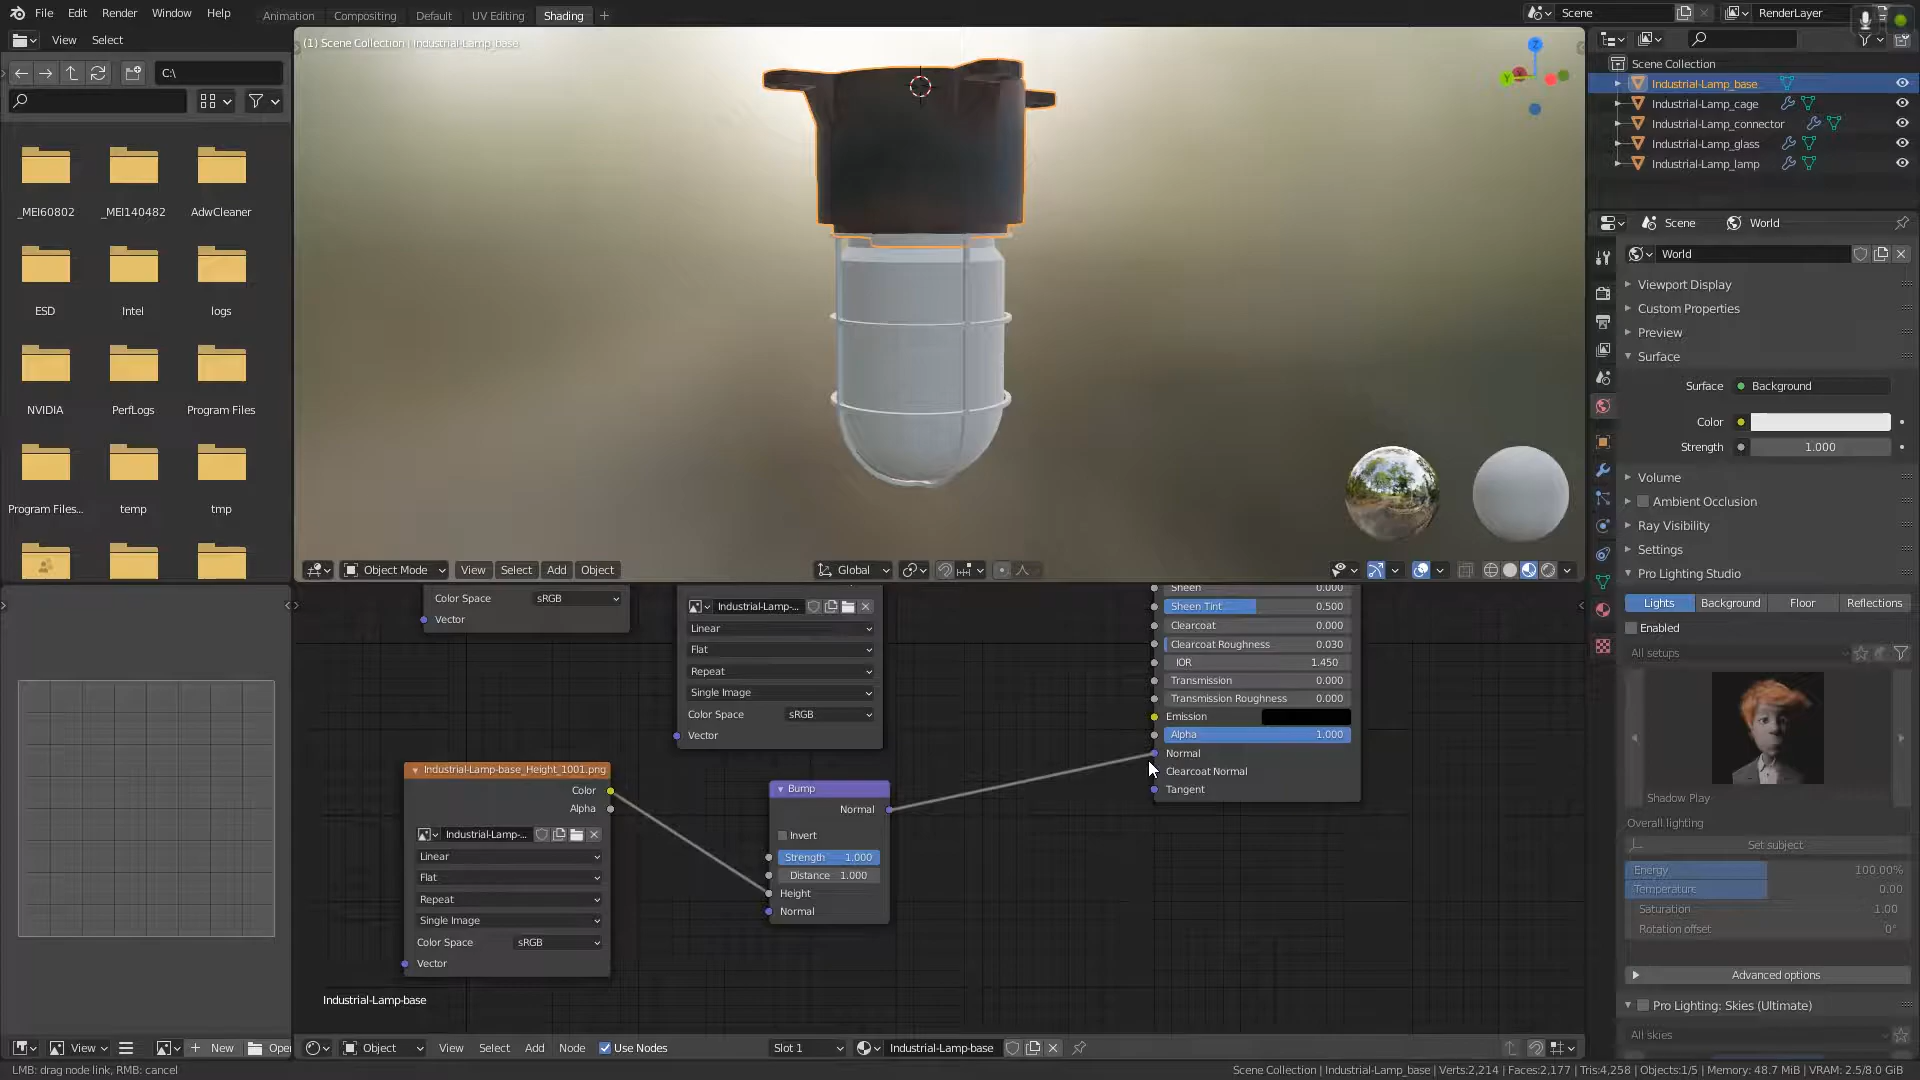 File Edit Render Window Help Animation Compositing Default UV Editing Shading + Scene RenderLayer
View Select
(1) Scene Collection | Industrial-Lamp_base
Scene Collection
C:\
Industrial-Lamp_base
Industrial-Lamp_cage
Industrial-Lamp_connector
Industrial-Lamp_glass
Industrial-Lamp_lamp
_MEI60802 _MEI140482 AdwCleaner
ESD Intel logs
NVIDIA PerfLogs Program Files
Program Files... temp tmp
Z
Y
Scene World
World
Viewport Display
Custom Properties
Preview
Surface
Surface Background
Color
Strength 1.000
Volume
Ambient Occlusion
Ray Visibility
Settings
Pro Lighting Studio
Lights Background Floor Reflections
Enabled
All setups
Shadow Play
Overall lighting
Set subject
Energy 100.00%
Temperature 0.00
Saturation 1.00
Rotation offset 0°
Advanced options
Pro Lighting: Skies (Ultimate)
All skies
Object Mode View Select Add Object Global
Color Space sRGB
Vector
Industrial-Lamp-...
Linear
Flat
Repeat
Single Image
Color Space sRGB
Vector
Sheen 0.000
Sheen Tint 0.500
Clearcoat 0.000
Clearcoat Roughness 0.030
IOR 1.450
Transmission 0.000
Transmission Roughness 0.000
Emission
Alpha 1.000
Normal
Clearcoat Normal
Tangent
Industrial-Lamp-base_Height_1001.png
Color
Alpha
Industrial-Lamp-...
Linear
Flat
Repeat
Single Image
Color Space sRGB
Vector
Bump
Normal
Invert
Strength 1.000
Distance 1.000
Height
Normal
Industrial-Lamp-base
View + New Open
Object View Select Add Node Use Nodes Slot 1 Industrial-Lamp-base
LMB: drag node link, RMB: cancel
Scene Collection | Industrial-Lamp_base | Verts:2,214 | Faces:2,177 | Tris:4,258 | Objects:1/5 | Memory: 48.7 MiB | VRAM: 2.5/8.0 GiB